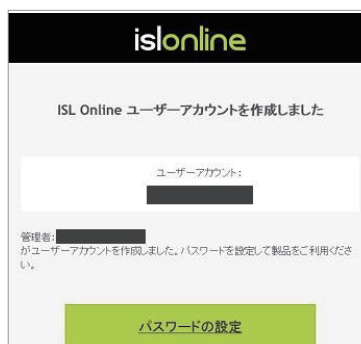 islonline
ISL Online ユーザーアカウントを作成しました
ユーザーアカウント:
管理者:
がユーザーアカウントを作成しました。パスワードを設定して製品をご利用くださ
い。
パスワードの設定